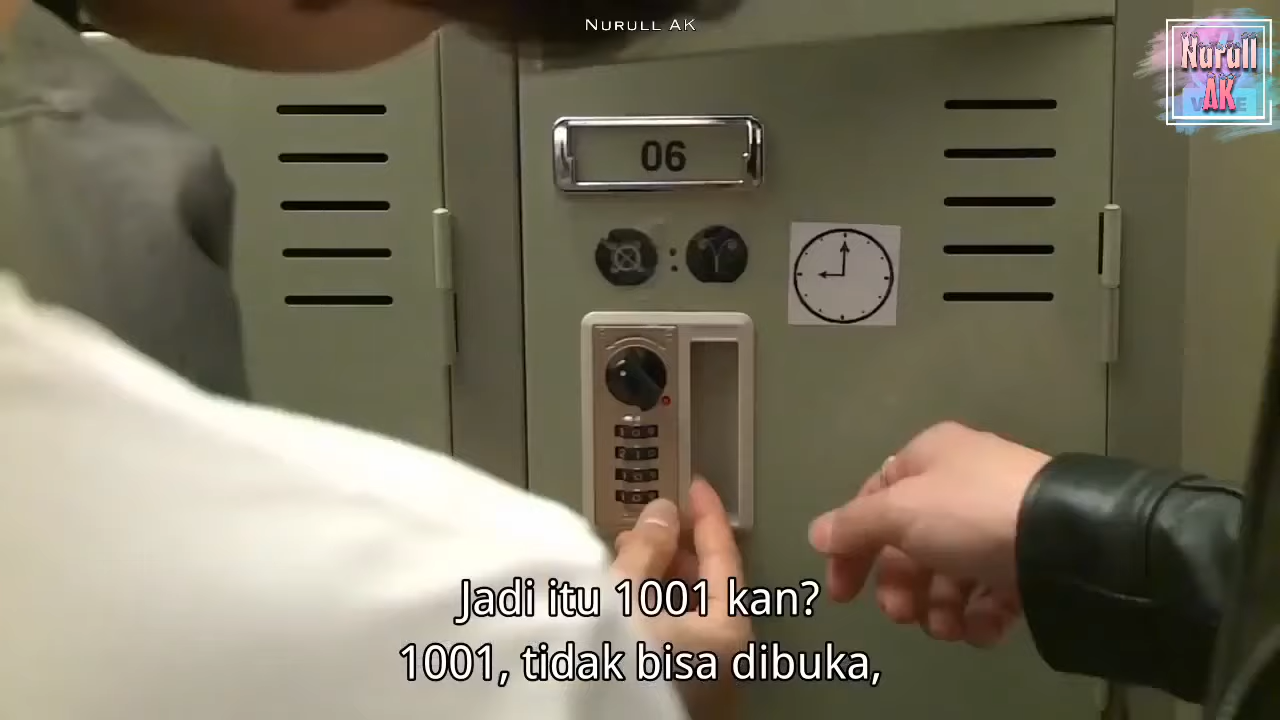 Nurull AK
Nurull
AK
06
Jadi itu 1001 kan?
1001, tidak bisa dibuka,